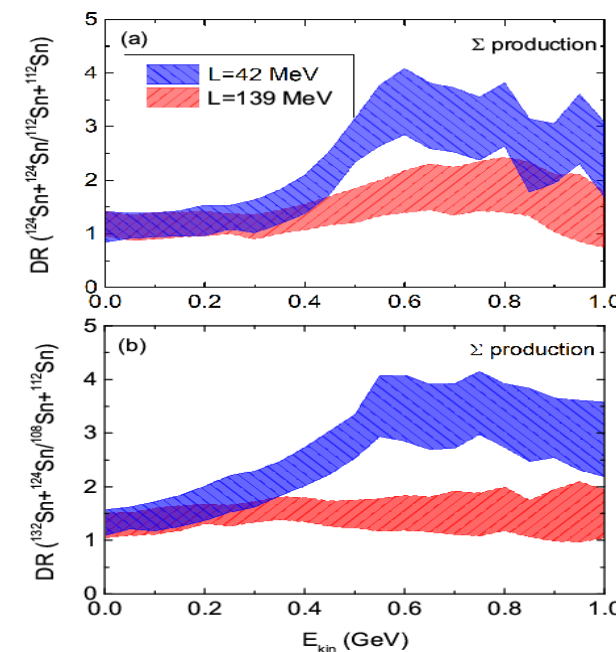 (a)
Σ production
L=42 MeV
L=139 MeV
DR (¹²⁴Sn+¹²⁴Sn/¹¹²Sn+¹¹²Sn)
5
4
3
2
1
0
0.0 0.2 0.4 0.6 0.8 1.0
(b)
Σ production
DR (¹³²Sn+¹²⁴Sn/¹⁰⁸Sn+¹¹²Sn)
5
4
3
2
1
0
0.0 0.2 0.4 0.6 0.8 1.0
E_kin (GeV)